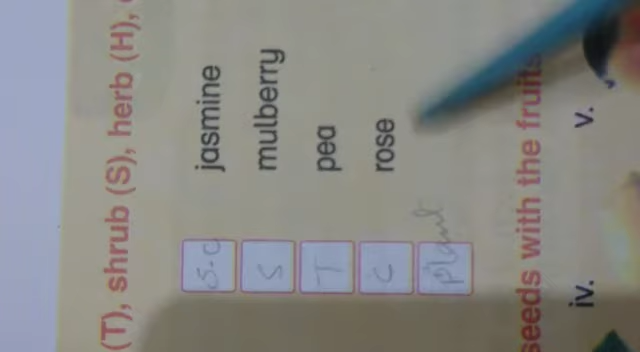 (T), shrub (S), herb (H),
S-C jasmine
S mulberry
T pea
C rose
Plant
seeds with the fruits
iv.
v.